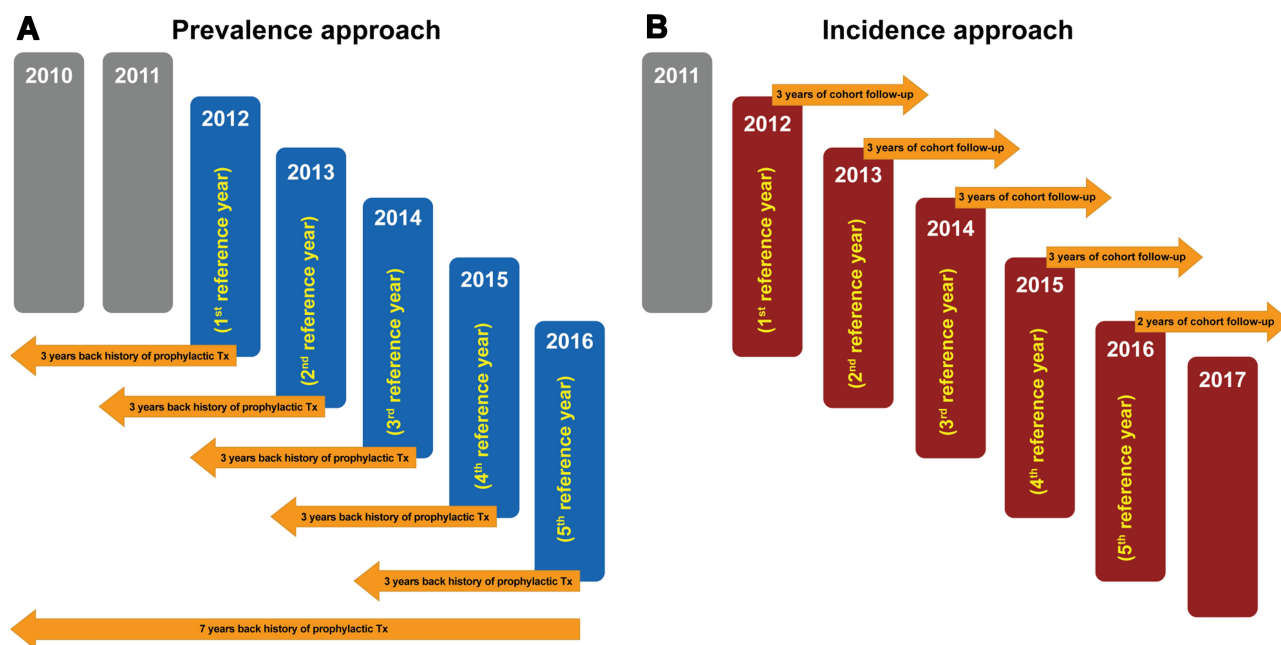 A
Prevalence approach
2010
2011
2012
(1st reference year)
2013
(2nd reference year)
2014
(3rd reference year)
2015
(4th reference year)
2016
(5th reference year)
3 years back history of prophylactic Tx
3 years back history of prophylactic Tx
3 years back history of prophylactic Tx
3 years back history of prophylactic Tx
3 years back history of prophylactic Tx
7 years back history of prophylactic Tx
B
Incidence approach
2011
3 years of cohort follow-up
2012
(1st reference year)
3 years of cohort follow-up
2013
(2nd reference year)
3 years of cohort follow-up
2014
(3rd reference year)
3 years of cohort follow-up
2015
(4th reference year)
2 years of cohort follow-up
2016
(5th reference year)
2017